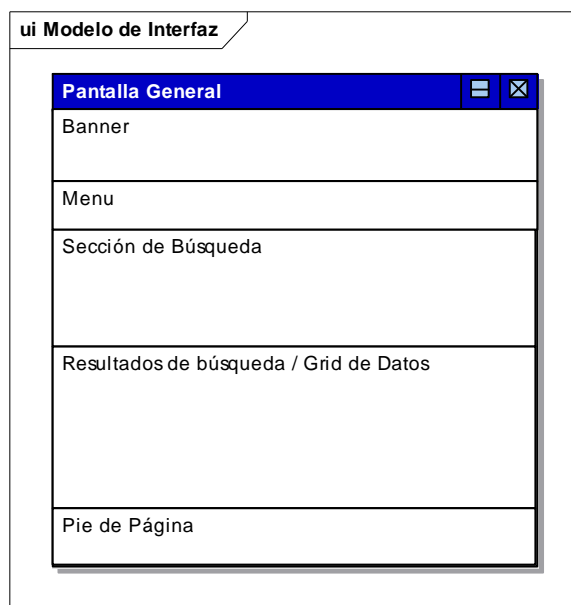 ui Modelo de Interfaz
Pantalla General
Banner
Menu
Sección de Búsqueda
Resultados de búsqueda / Grid de Datos
Pie de Página